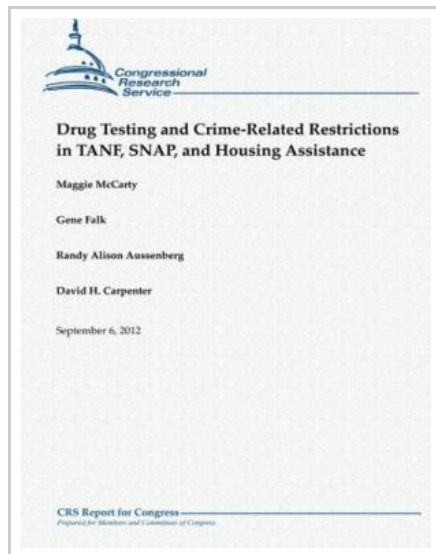 Congressional
Research
Service
Drug Testing and Crime-Related Restrictions
in TANF, SNAP, and Housing Assistance
Maggie McCarty
Gene Falk
Randy Alison Aussenberg
David H. Carpenter
September 6, 2012
CRS Report for Congress
Prepared for Members and Committees of Congress